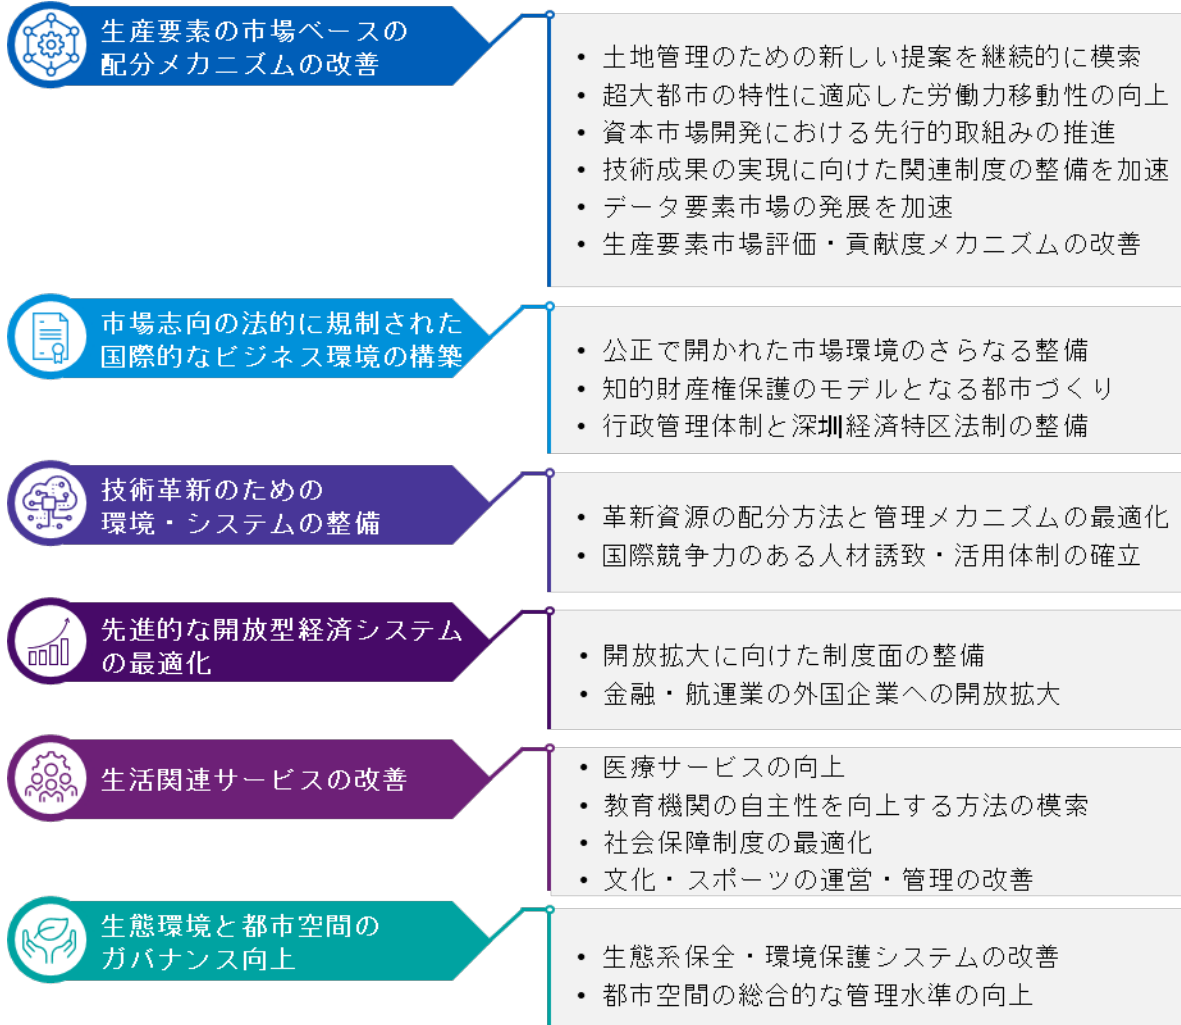 生産要素の市場ベースの
配分メカニズムの改善
• 土地管理のための新しい提案を継続的に模索
• 超大都市の特性に適応した労働力移動性の向上
• 資本市場開発における先行的取組みの推進
• 技術成果の実現に向けた関連制度の整備を加速
• データ要素市場の発展を加速
• 生産要素市場評価・貢献度メカニズムの改善
市場志向の法的に規制された
国際的なビジネス環境の構築
• 公正で開かれた市場環境のさらなる整備
• 知的財産権保護のモデルとなる都市づくり
• 行政管理体制と深圳経済特区法制の整備
技術革新のための
環境・システムの整備
• 革新資源の配分方法と管理メカニズムの最適化
• 国際競争力のある人材誘致・活用体制の確立
先進的な開放型経済システム
の最適化
• 開放拡大に向けた制度面の整備
• 金融・航運業の外国企業への開放拡大
生活関連サービスの改善
• 医療サービスの向上
• 教育機関の自主性を向上する方法の模索
• 社会保障制度の最適化
• 文化・スポーツの運営・管理の改善
生態環境と都市空間の
ガバナンス向上
• 生態系保全・環境保護システムの改善
• 都市空間の総合的な管理水準の向上